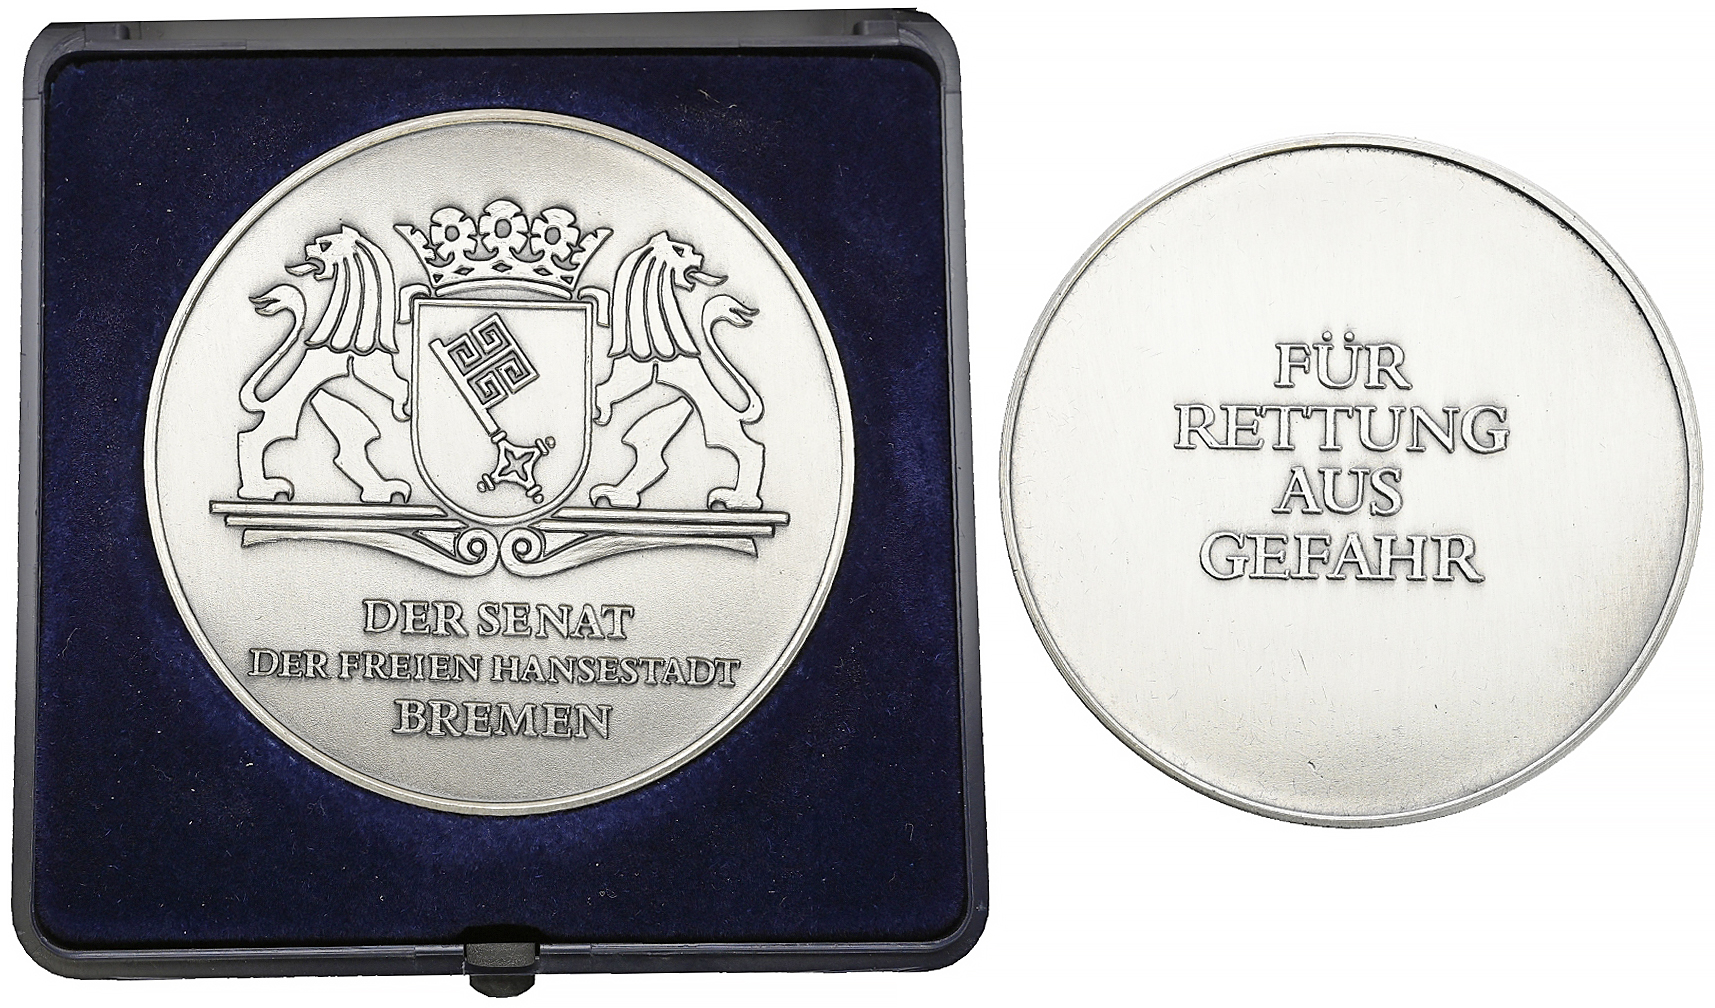 DER SENAT
DER FREIEN HANSESTADT
BREMEN
FÜR
RETTUNG
AUS
GEFAHR